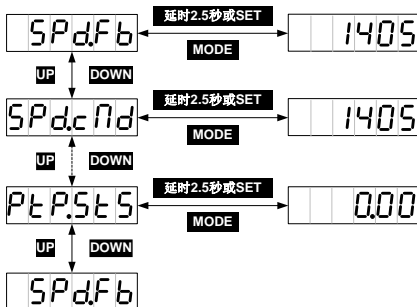 SPd.Fb 延时2.5秒或SET 1405
MODE
UP DOWN
SPd.cMd 延时2.5秒或SET 1405
MODE
UP DOWN
PtP.StS 延时2.5秒或SET 0.00
MODE
UP DOWN
SPd.Fb